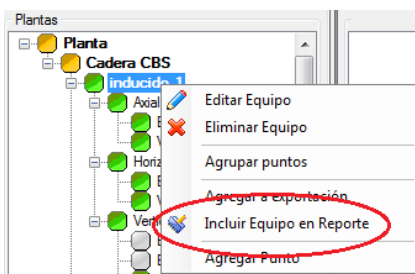 Plantas
Planta
Cadera CBS
inducido 1
Axial
Editar Equipo
Eliminar Equipo
Horiz
Agrupar puntos
Agregar a exportación
Ver
Incluir Equipo en Reporte
Agregar Punto